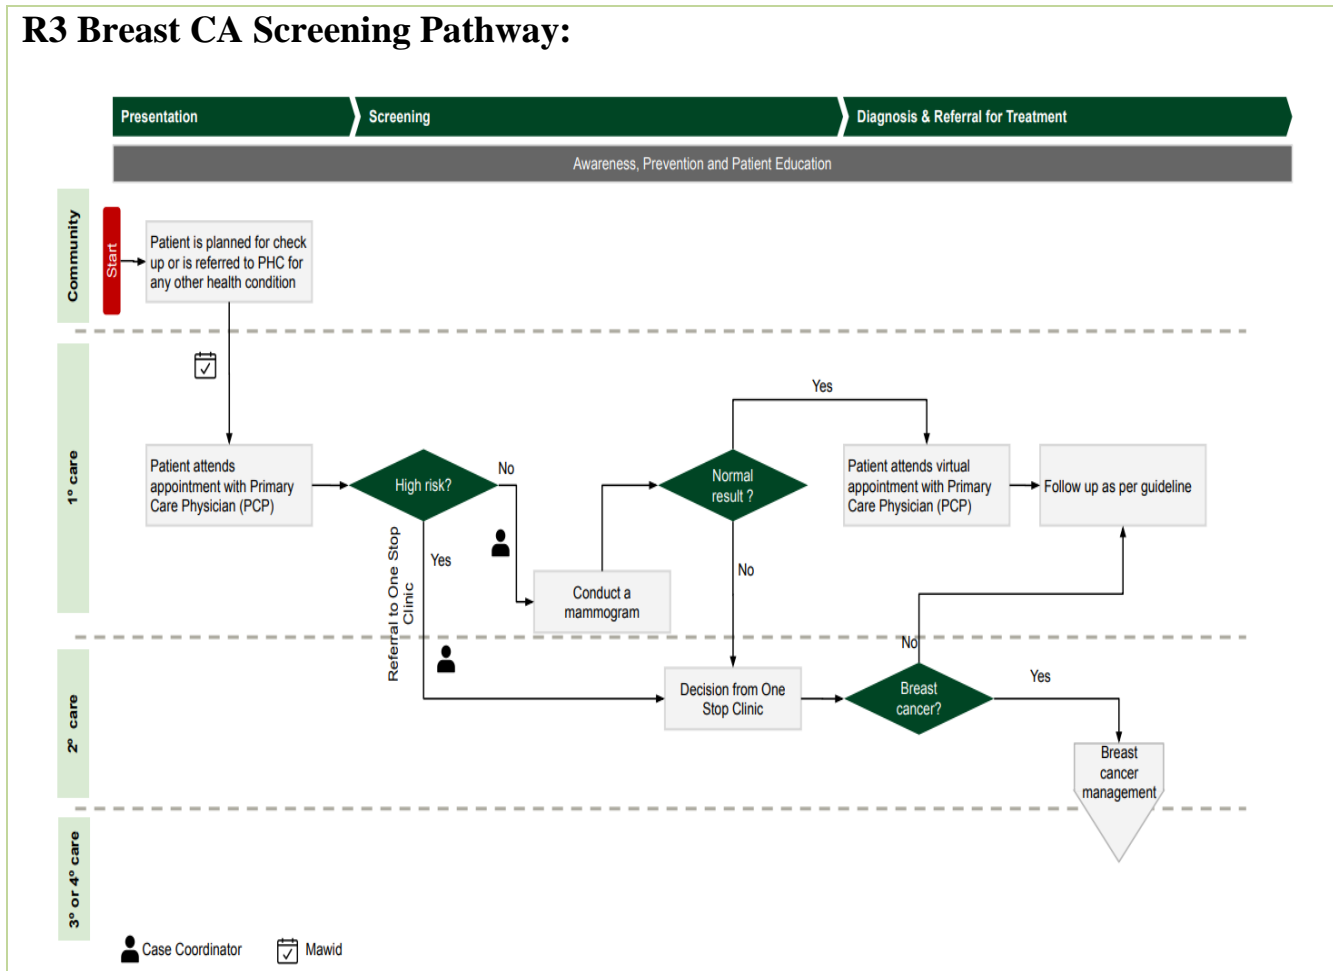 R3 Breast CA Screening Pathway:
Presentation
Screening
Diagnosis & Referral for Treatment
Awareness, Prevention and Patient Education
Community
Start
Patient is planned for check
up or is referred to PHC for
any other health condition
1º care
Patient attends
appointment with Primary
Care Physician (PCP)
High risk?
No
Yes
Referral to One Stop
Clinic
Conduct a
mammogram
Normal
result ?
Yes
No
Patient attends virtual
appointment with Primary
Care Physician (PCP)
Follow up as per guideline
2º care
Decision from One
Stop Clinic
Breast
cancer?
No
Yes
Breast
cancer
management
3º or 4º care
Case Coordinator
Mawid